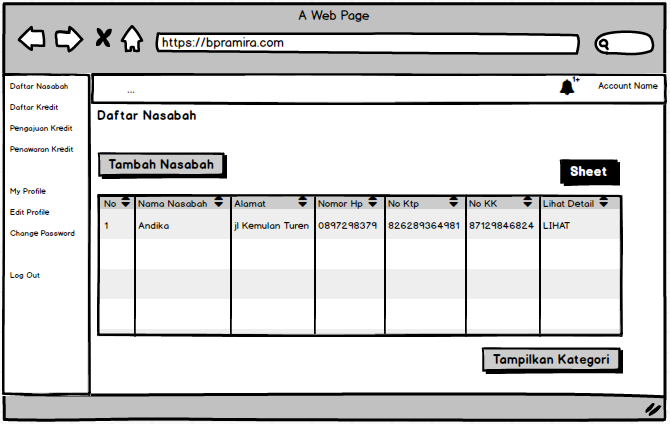 A Web Page
https://bpramira.com
Daftar Nasabah
Daftar Kredit
Pengajuan Kredit
Penawaran Kredit
My Profile
Edit Profile
Change Password
Log Out
... 1+ Account Name
Daftar Nasabah
Tambah Nasabah
Sheet
No Nama Nasabah Alamat Nomor Hp No Ktp No KK Lihat Detail
1 Andika jl Kemulan Turen 0897298379 826289364981 87129846824 LIHAT
Tampilkan Kategori